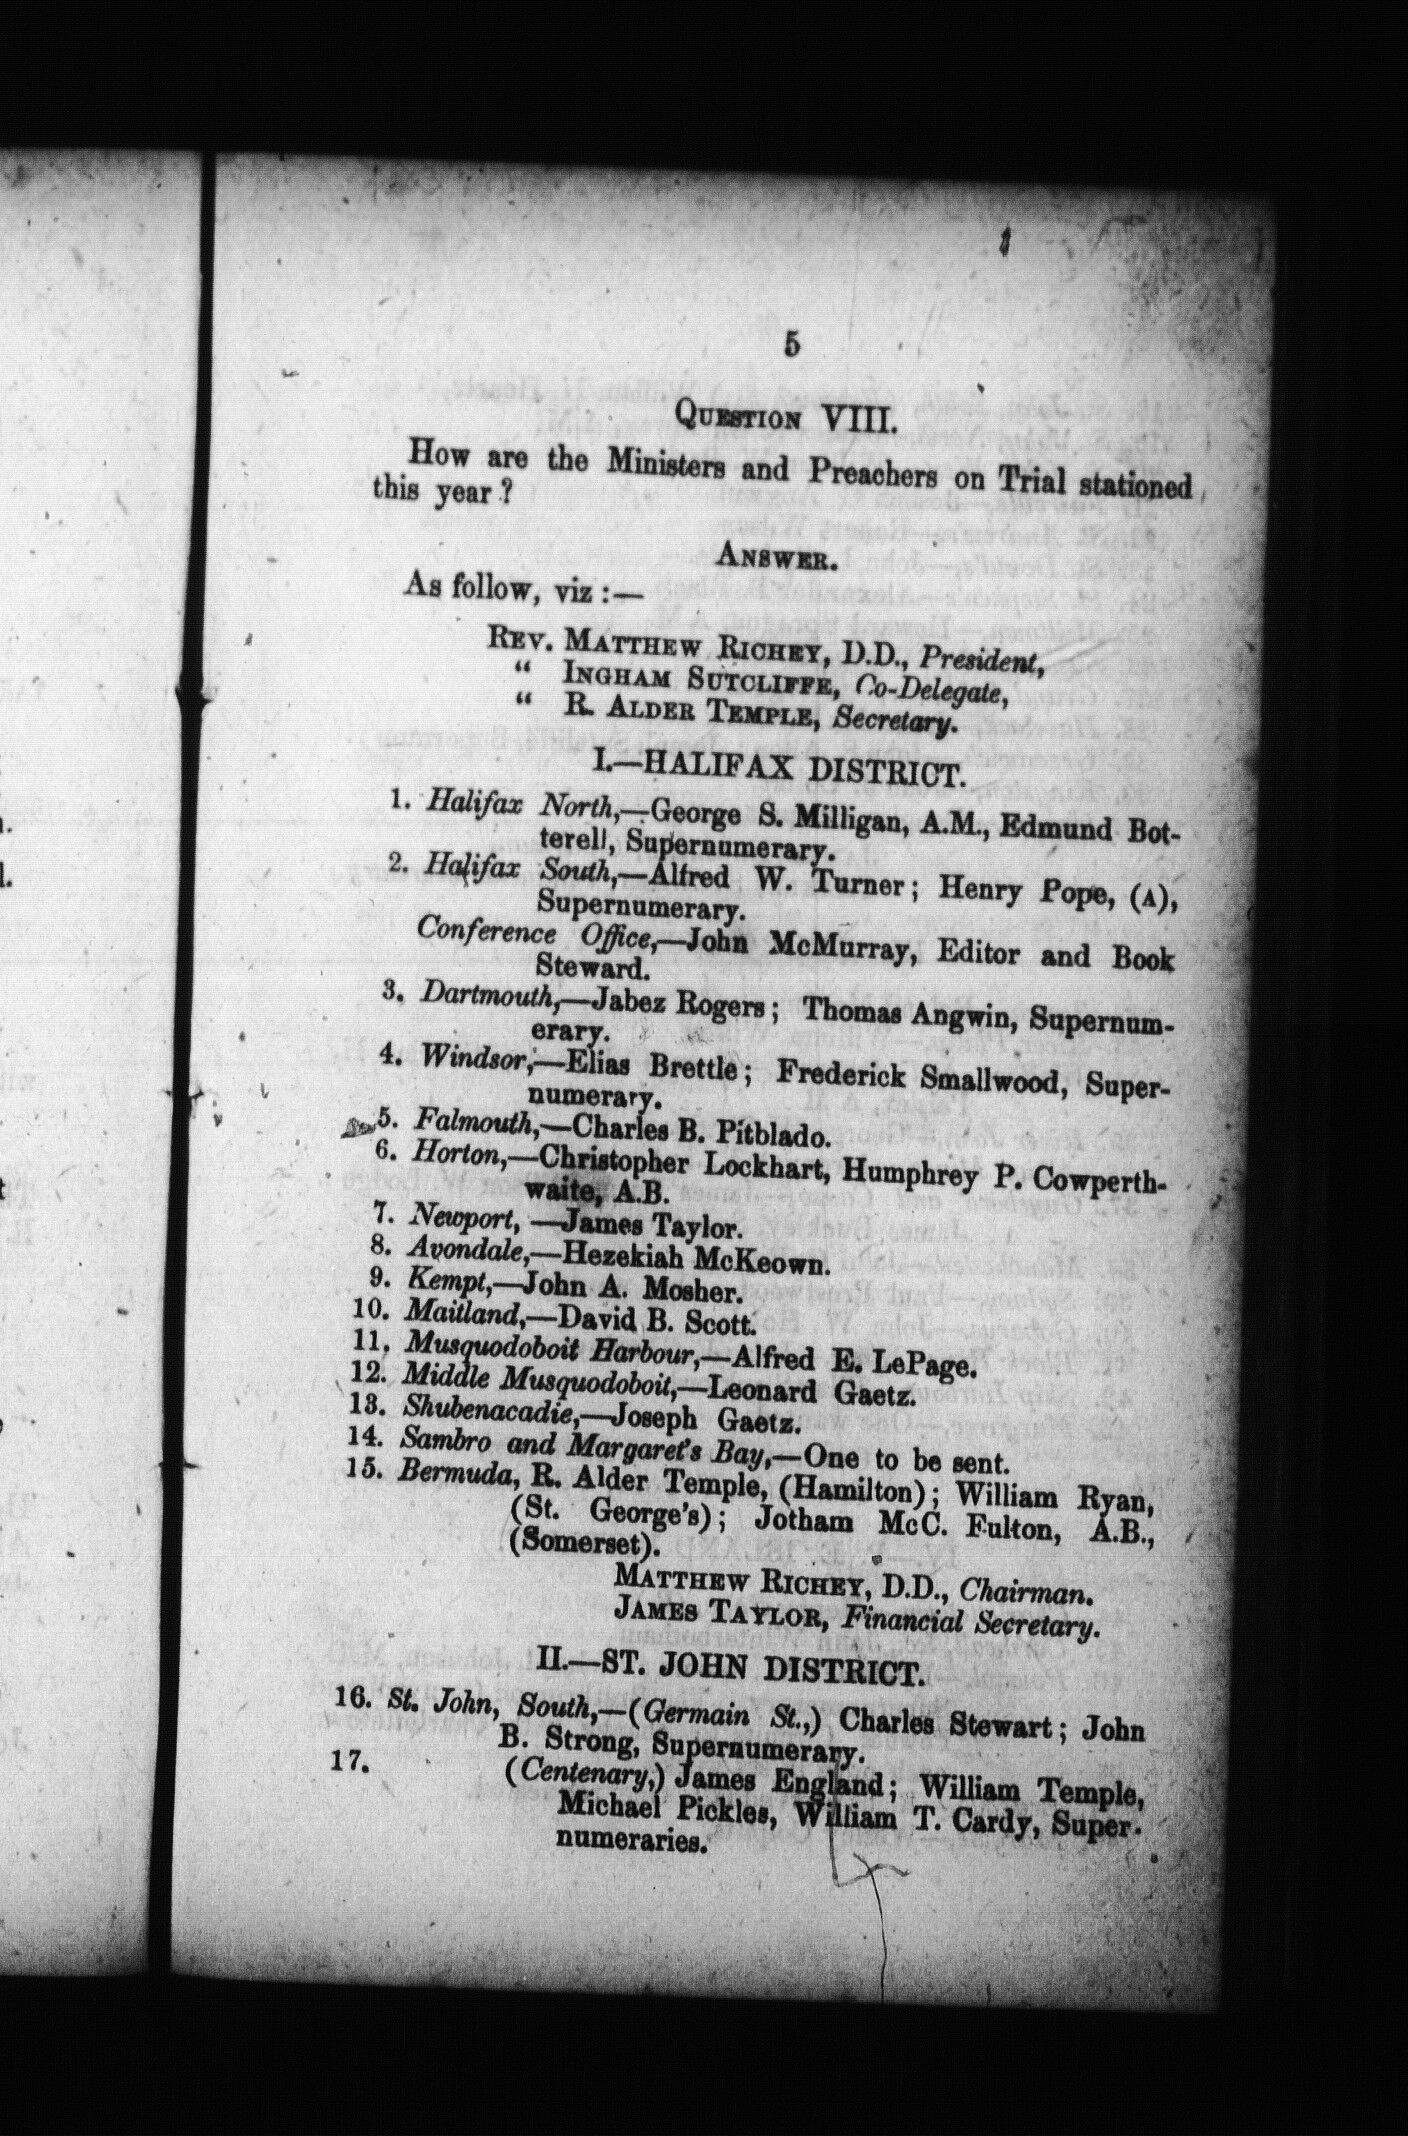 5
QUESTION VIII.
How are the Ministers and Preachers on Trial stationed
this year?
ANSWER.
As follow, viz:—
REV. MATTHEW RICHEY, D.D., President,
“ INGHAM SUTCLIFFE, Co-Delegate,
“ R. ALDER TEMPLE, Secretary.
I.—HALIFAX DISTRICT.
1. Halifax North,—George S. Milligan, A.M., Edmund Bot-
terell, Supernumerary.
2. Halifax South,—Alfred W. Turner; Henry Pope, (A),
Supernumerary.
Conference Office,—John McMurray, Editor and Book
Steward.
3. Dartmouth,—Jabez Rogers; Thomas Angwin, Supernum-
erary.
4. Windsor,—Elias Brettle; Frederick Smallwood, Super-
numerary.
5. Falmouth,—Charles B. Pitblado.
6. Horton,—Christopher Lockhart, Humphrey P. Cowperth-
waite, A.B.
7. Newport, —James Taylor.
8. Avondale,—Hezekiah McKeown.
9. Kempt,—John A. Mosher.
10. Maitland,—David B. Scott.
11. Musquodoboit Harbour,—Alfred E. LePage.
12. Middle Musquodoboit,—Leonard Gaetz.
13. Shubenacadie,—Joseph Gaetz.
14. Sambro and Margaret's Bay,—One to be sent.
15. Bermuda, R. Alder Temple, (Hamilton); William Ryan,
(St. George's); Jotham McC. Fulton, A.B.,
(Somerset).
MATTHEW RICHEY, D.D., Chairman.
JAMES TAYLOR, Financial Secretary.
II.—ST. JOHN DISTRICT.
16. St. John, South,—(Germain St.,) Charles Stewart; John
B. Strong, Supernumerary.
17. (Centenary,) James England; William Temple,
Michael Pickles, William T. Cardy, Super-
numeraries.